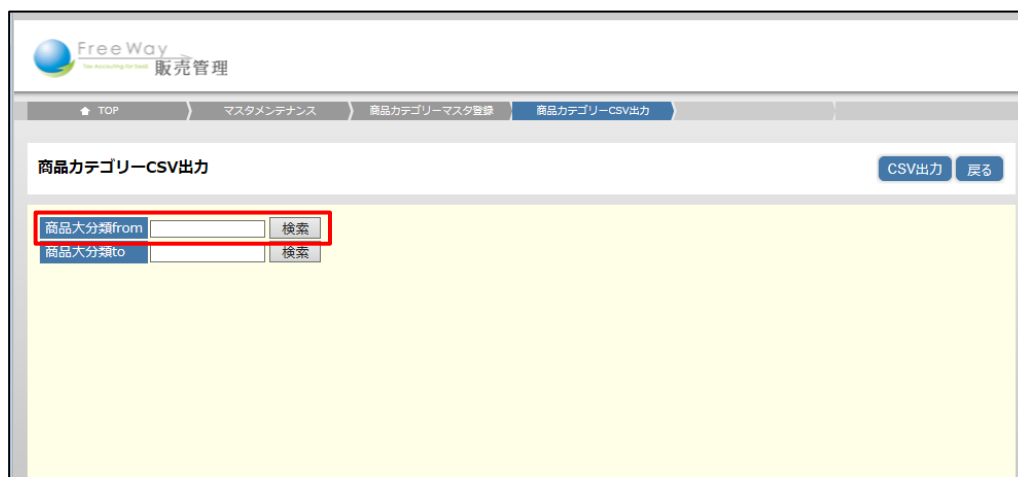 FreeWay
Tax Accounting for SaaS
販売管理
TOP
マスタメンテナンス
商品カテゴリーマスタ登録
商品カテゴリーCSV出力
商品カテゴリーCSV出力
CSV出力
戻る
商品大分類from
検索
商品大分類to
検索